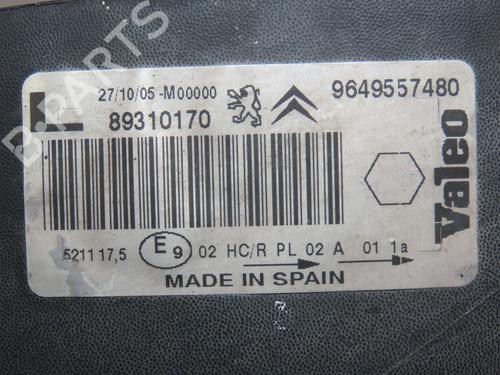 B-PARTS
27/10/05 -M00000
89310170
9649557480
Valeo
5211 17,5
E9
02 HC/R PL 02 A 01 1a
MADE IN SPAIN